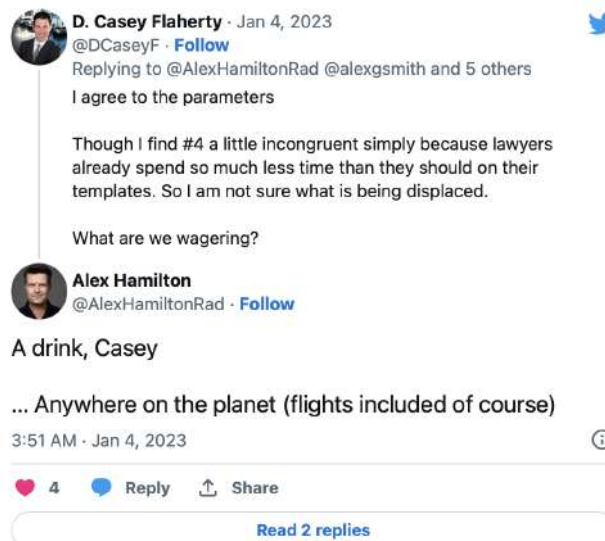 D. Casey Flaherty · Jan 4, 2023
@DCaseyF · Follow
Replying to @AlexHamiltonRad @alexgsmith and 5 others
I agree to the parameters
Though I find #4 a little incongruent simply because lawyers
already spend so much less time than they should on their
templates. So I am not sure what is being displaced.
What are we wagering?
Alex Hamilton
@AlexHamiltonRad · Follow
A drink, Casey
... Anywhere on the planet (flights included of course)
3:51 AM · Jan 4, 2023
4 Reply Share
Read 2 replies